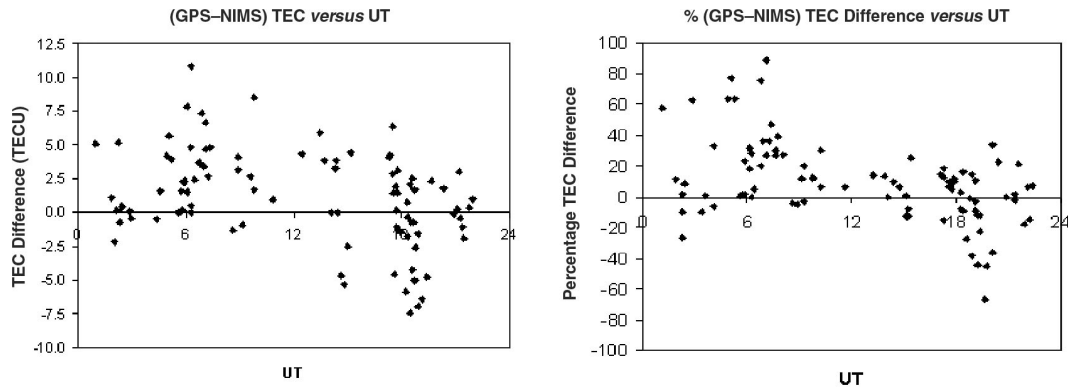 (GPS–NIMS) TEC versus UT
12.5
10.0
7.5
5.0
2.5
0.0
-2.5
-5.0
-7.5
-10.0
0 6 12 18 24
TEC Difference (TECU)
UT
% (GPS–NIMS) TEC Difference versus UT
100
80
60
40
20
0
-20
-40
-60
-80
-100
0 6 12 18 24
Percentage TEC Difference
UT